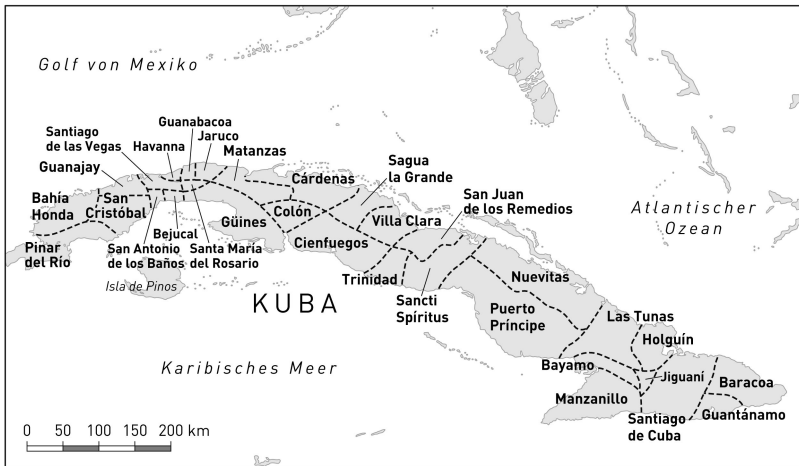 Golf von Mexiko
Guanabacoa
Santiago
de las Vegas
Havanna
Jaruco
Matanzas
Guanajay
Cárdenas
Sagua
la Grande
San Juan
de los Remedios
Bahía
Honda
San
Cristóbal
Colón
Villa Clara
Atlantischer
Ozean
Güines
Bejucal
Cienfuegos
Pinar
del Río
San Antonio
de los Baños
Santa María
del Rosario
Isla de Pinos
Trinidad
Nuevitas
KUBA
Sancti
Spíritus
Puerto
Príncipe
Las Tunas
Holguín
Karibisches Meer
Bayamo
Jiguaní
Baracoa
Manzanillo
Guantánamo
Santiago
de Cuba
0 50 100 150 200 km